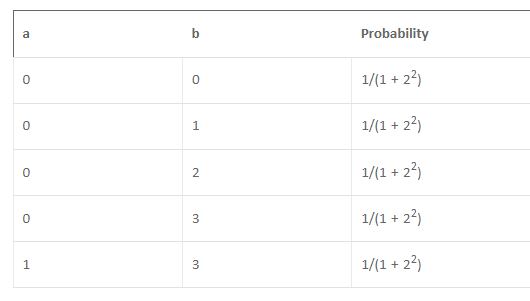 a b Probability
0 0 1/(1 + 2²)
0 1 1/(1 + 2²)
0 2 1/(1 + 2²)
0 3 1/(1 + 2²)
1 3 1/(1 + 2²)